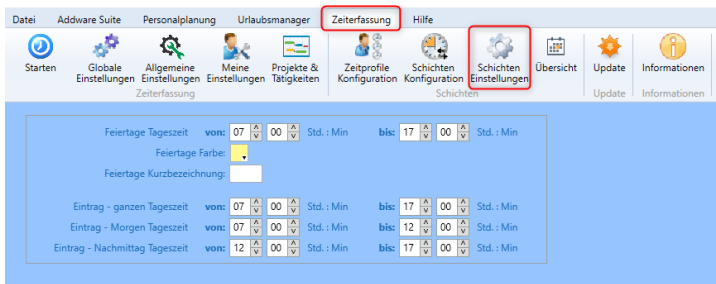 Datei Addware Suite Personalplanung Urlaubsmanager Zeiterfassung Hilfe
Starten Globale Allgemeine Meine Projekte & Zeitprofile Schichten Schichten Übersicht Update Informationen
Einstellungen Einstellungen Einstellungen Tätigkeiten Konfiguration Konfiguration Einstellungen
Zeiterfassung Schichten Update Informationen
Feiertage Tageszeit von: 07 00 Std. : Min bis: 17 00 Std. : Min
Feiertage Farbe:
Feiertage Kurzbezeichnung:
Eintrag - ganzen Tageszeit von: 07 00 Std. : Min bis: 17 00 Std. : Min
Eintrag - Morgen Tageszeit von: 07 00 Std. : Min bis: 12 00 Std. : Min
Eintrag - Nachmittag Tageszeit von: 12 00 Std. : Min bis: 17 00 Std. : Min